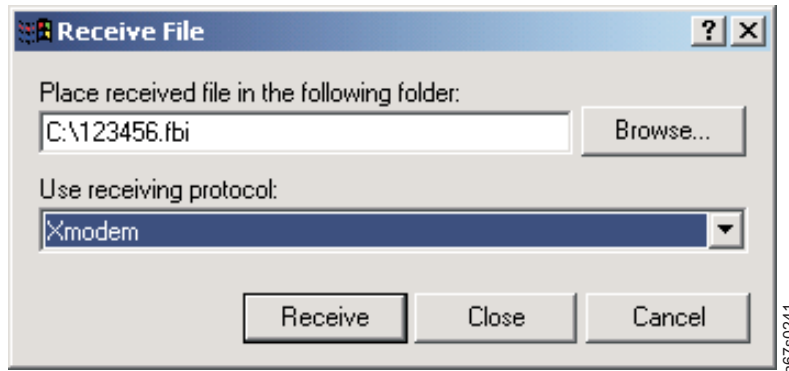 Receive File
Place received file in the following folder:
C:\123456.fbi
Browse...
Use receiving protocol:
Xmodem
Receive Close Cancel